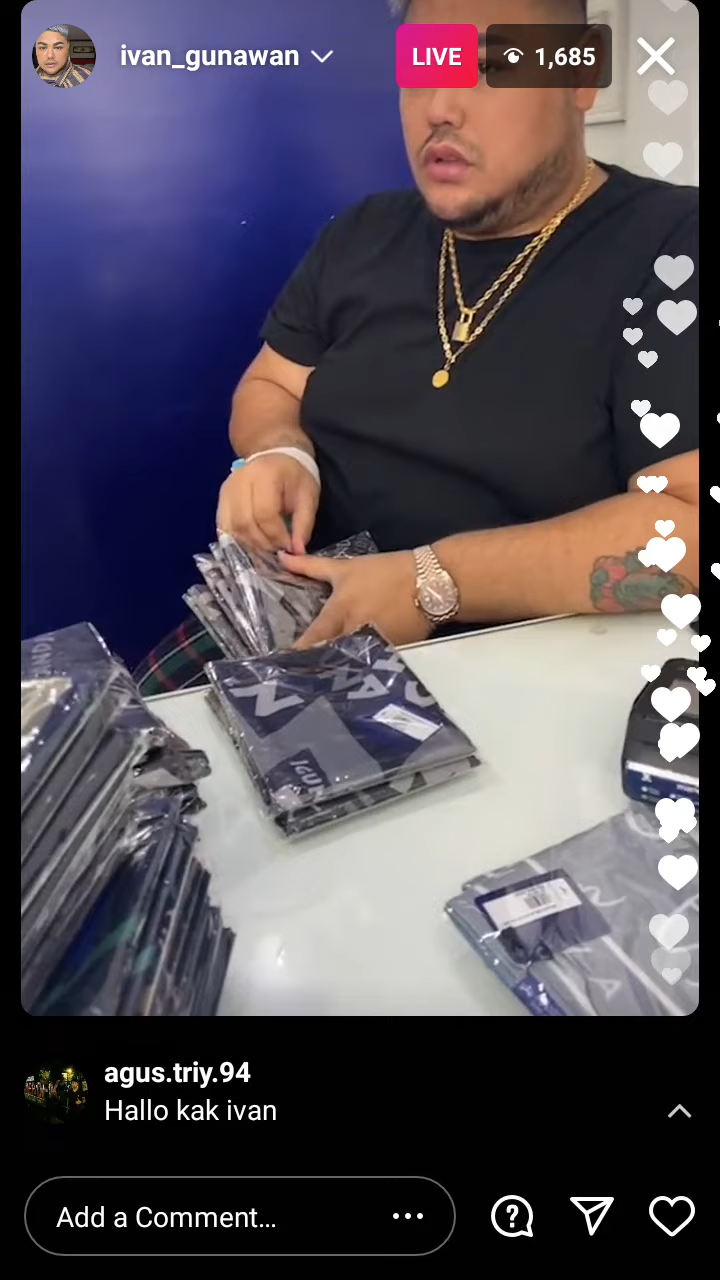 ivan_gunawan
LIVE
1,685
agus.triy.94
Hallo kak ivan
Add a Comment...